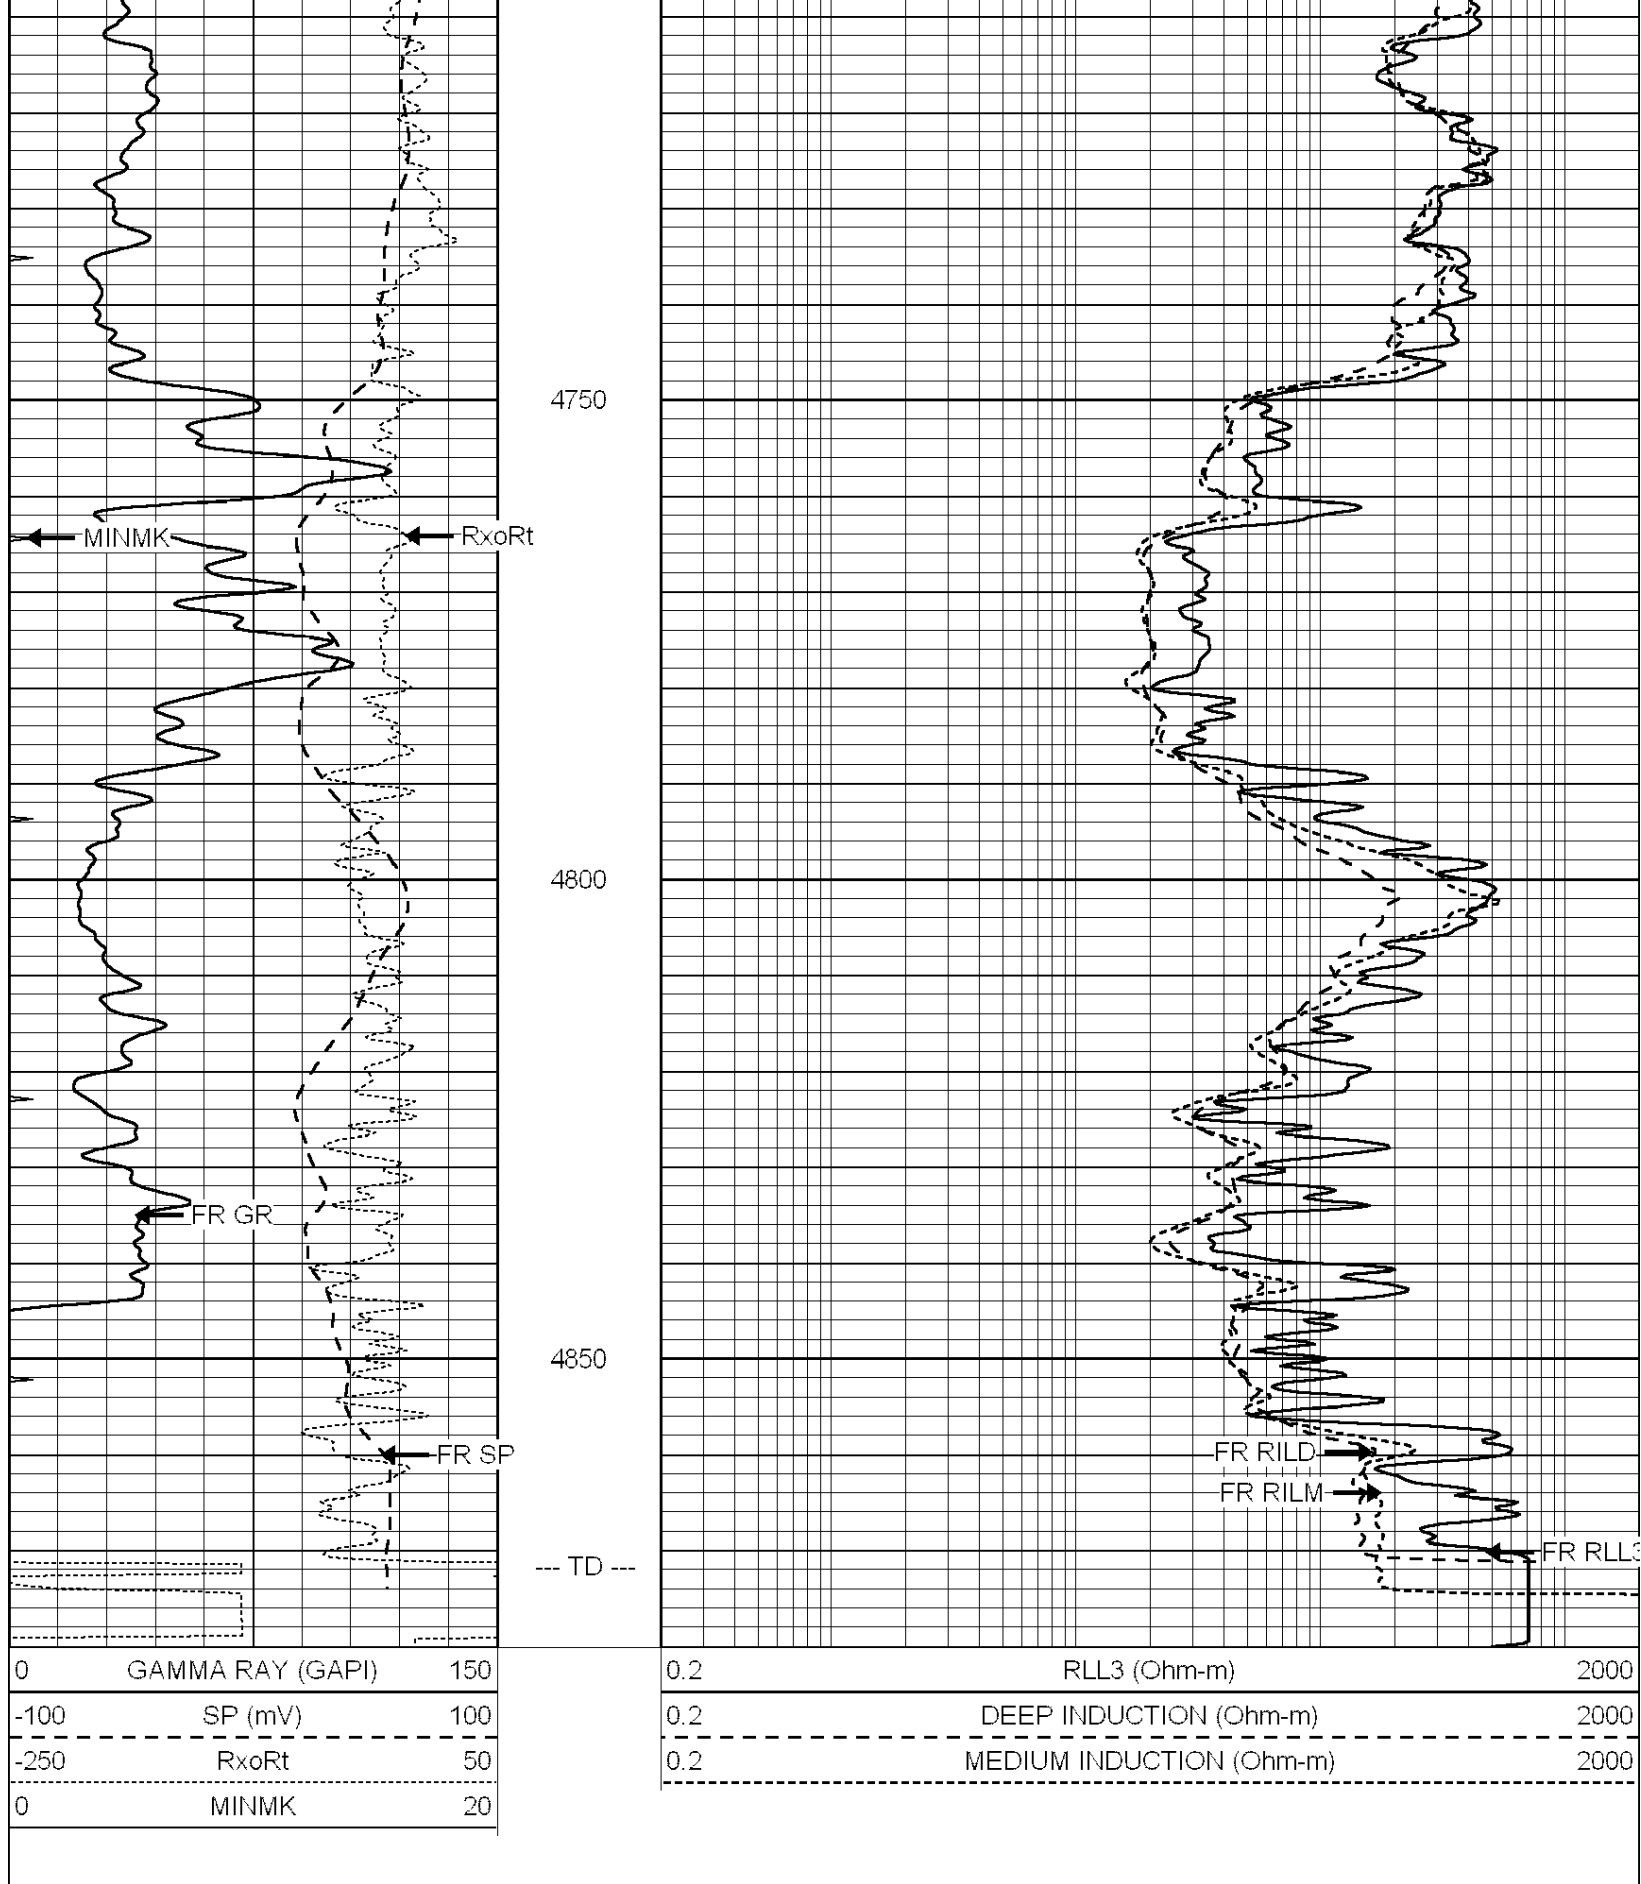 4750
MINMK
RxoRt
4800
FR GR
4850
FR SP
FR RILD
FR RILM
FR RLL3
--- TD ---
0 GAMMA RAY (GAPI) 150
0.2 RLL3 (Ohm-m) 2000
-100 SP (mV) 100
0.2 DEEP INDUCTION (Ohm-m) 2000
-250 RxoRt 50
0.2 MEDIUM INDUCTION (Ohm-m) 2000
0 MINMK 20